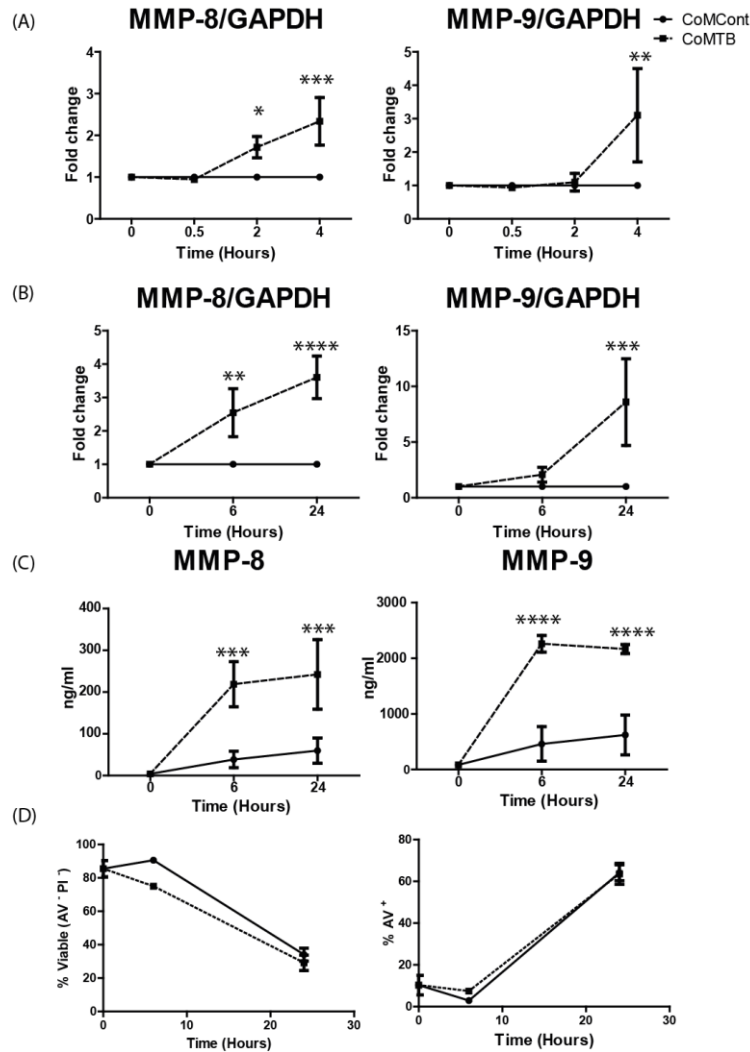 (A)
MMP-8/GAPDH
MMP-9/GAPDH
CoMCont
CoMTB
Fold change
4
3
2
1
0
*
***
0 0.5 2 4
Time (Hours)
Fold change
5
4
3
2
1
0
**
0 0.5 2 4
Time (Hours)
(B)
MMP-8/GAPDH
MMP-9/GAPDH
Fold change
5
4
3
2
1
0
**
****
0 6 24
Time (Hours)
Fold change
15
10
5
0
***
0 6 24
Time (Hours)
(C)
MMP-8
MMP-9
ng/ml
400
300
200
100
0
***
***
0 6 24
Time (Hours)
ng/ml
3000
2000
1000
0
****
****
0 6 24
Time (Hours)
(D)
% Viable (AV⁻ PI⁻)
100
80
60
40
20
0
0 10 20 30
Time (Hours)
% AV⁺
80
60
40
20
0
0 10 20 30
Time (Hours)